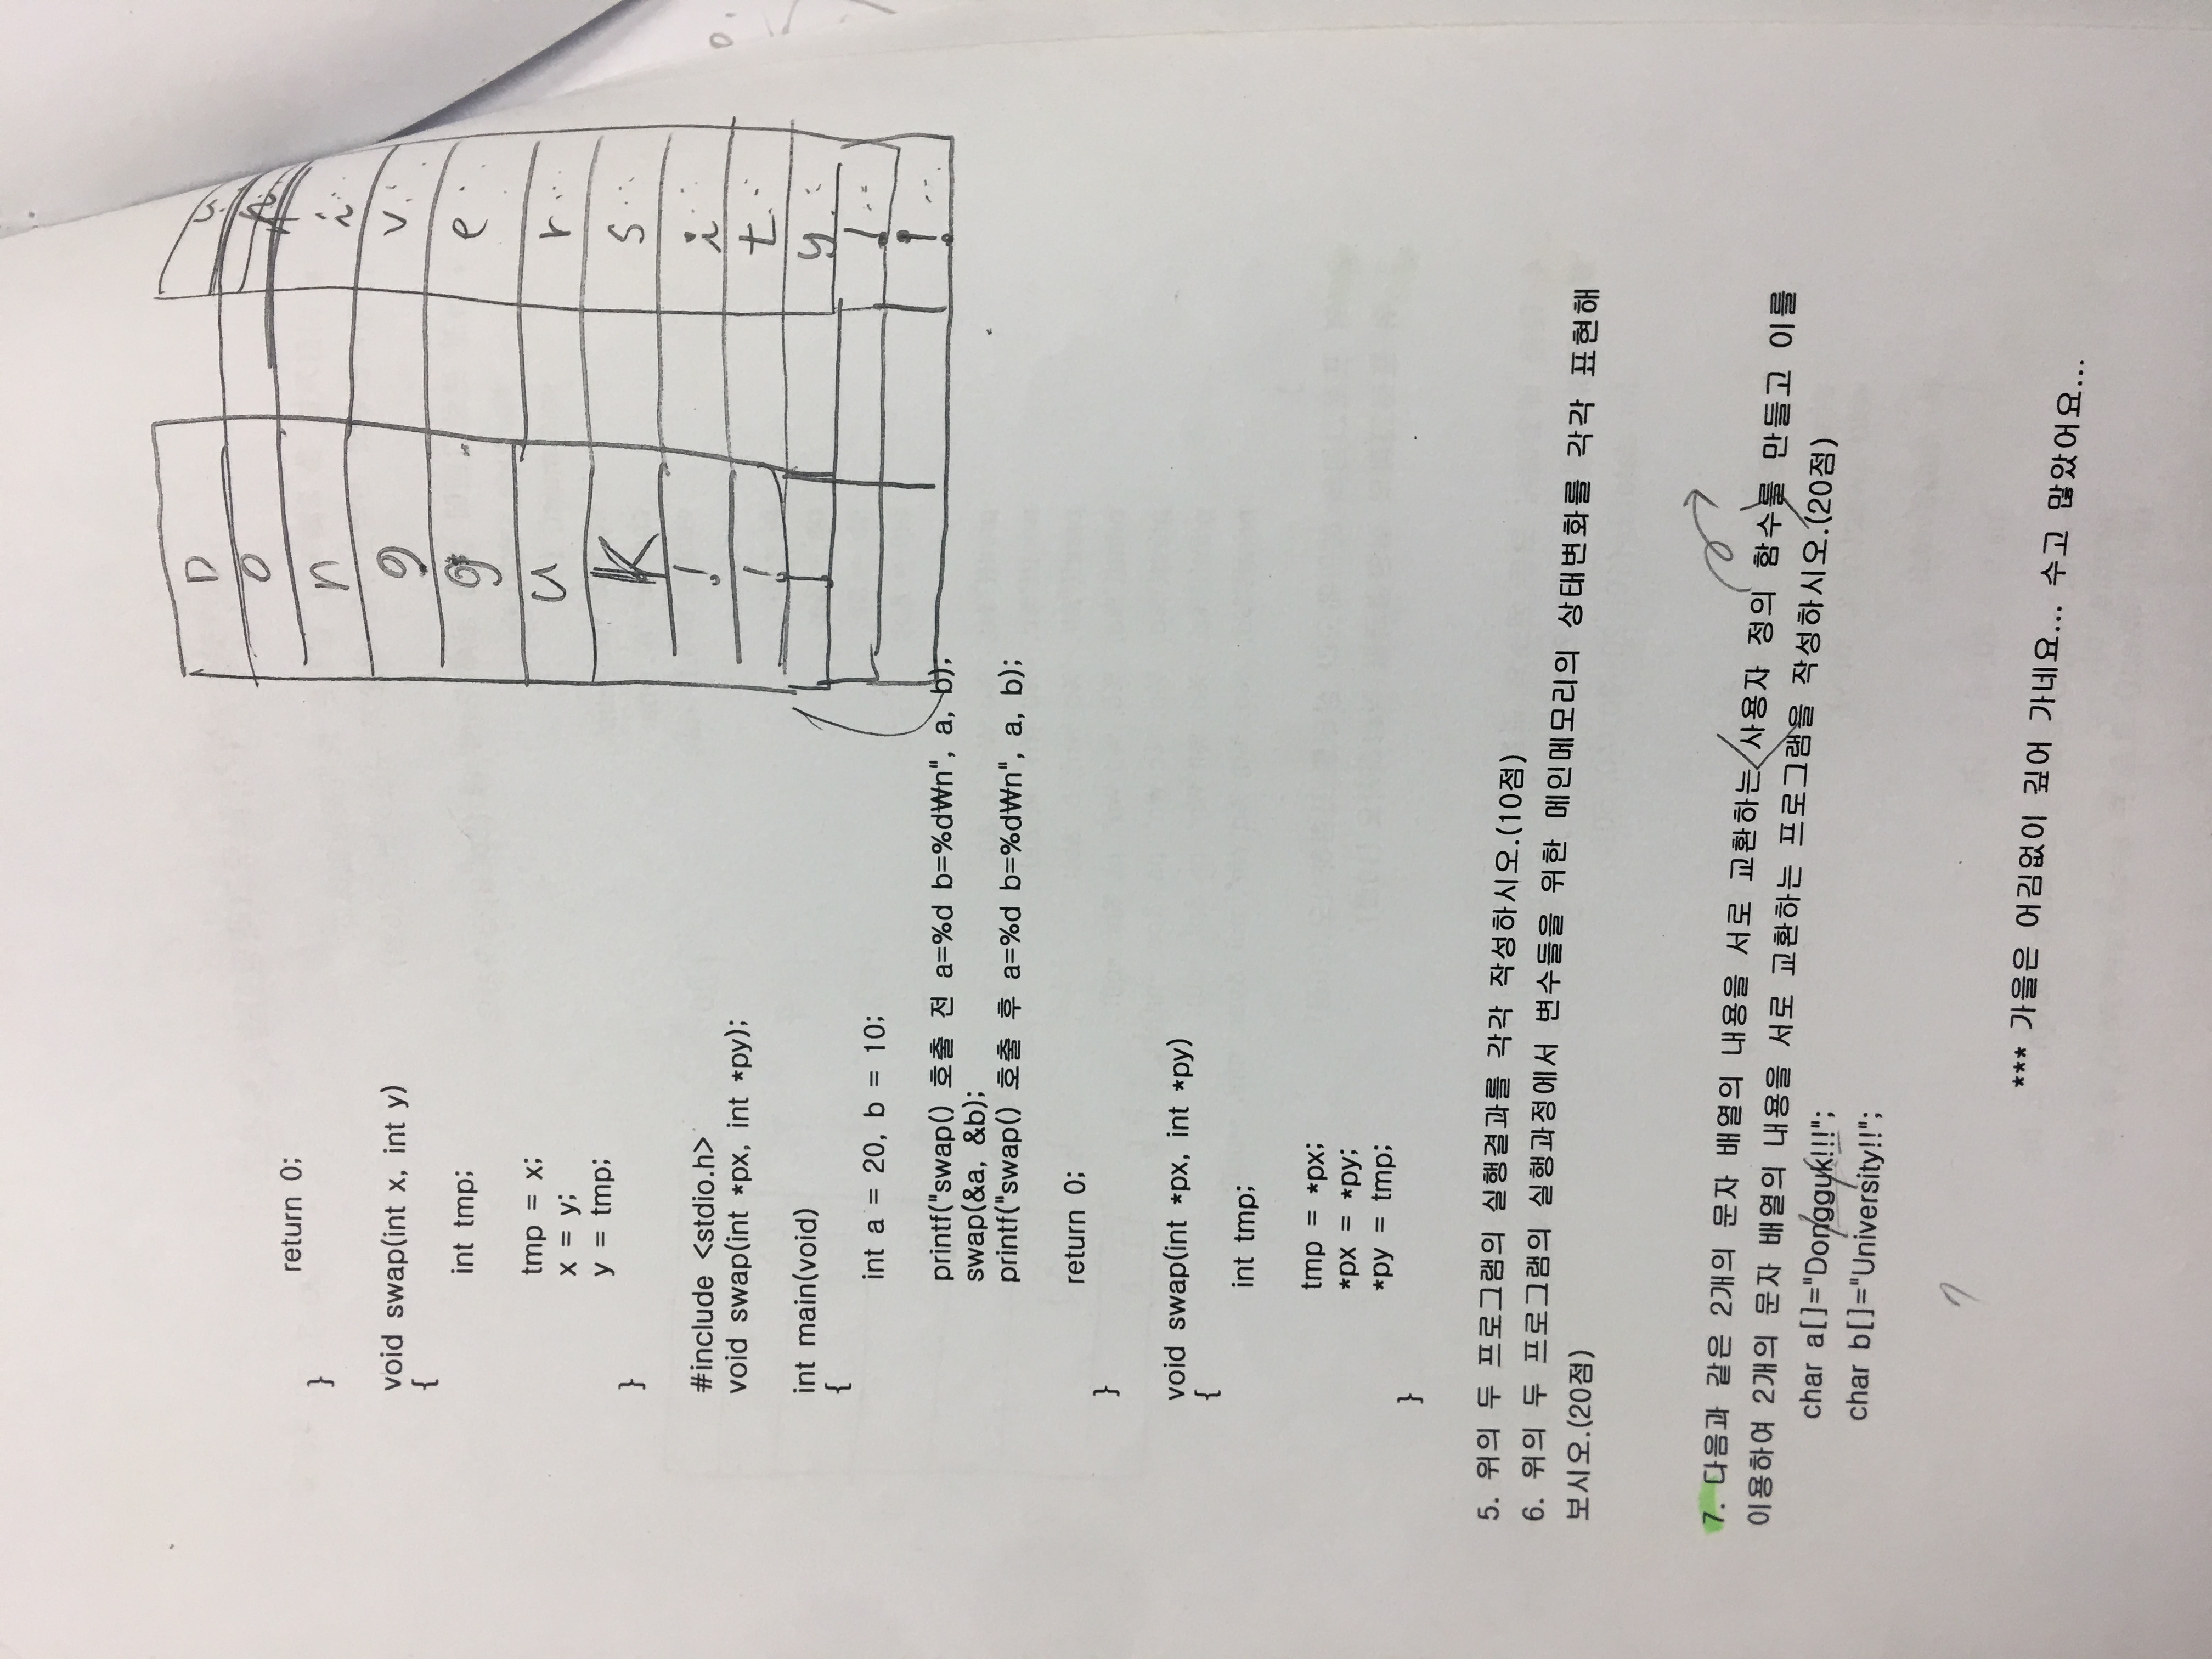 return 0;
}
void swap(int x, int y)
{
int tmp;
tmp = x;
x = y;
y = tmp;
}
#include <stdio.h>
void swap(int *px, int *py);
int main(void)
{
int a = 20, b = 10;
printf("swap() 호출 전 a=%d b=%d₩n", a, b);
swap(&a, &b);
printf("swap() 호출 후 a=%d b=%d₩n", a, b);
return 0;
}
void swap(int *px, int *py)
{
int tmp;
tmp = *px;
*px = *py;
*py = tmp;
}
D
o
n
g
g
u
K
!
!
!
n
i
v
e
r
s
i
t
y
!
!
5. 위의 두 프로그램의 실행결과를 각각 작성하시오.(10점)
6. 위의 두 프로그램의 실행과정에서 변수들을 위한 메인메모리의 상태변화를 각각 표현해
보시오.(20점)
7. 다음과 같은 2개의 문자 배열의 내용을 서로 교환하는 사용자 정의 함수를 만들고 이를
이용하여 2개의 문자 배열의 내용을 서로 교환하는 프로그램을 작성하시오.(20점)
char a[]="Dongguk!!!";
char b[]="University!!";
*** 가을은 어김없이 깊어 가네요... 수고 많았어요...